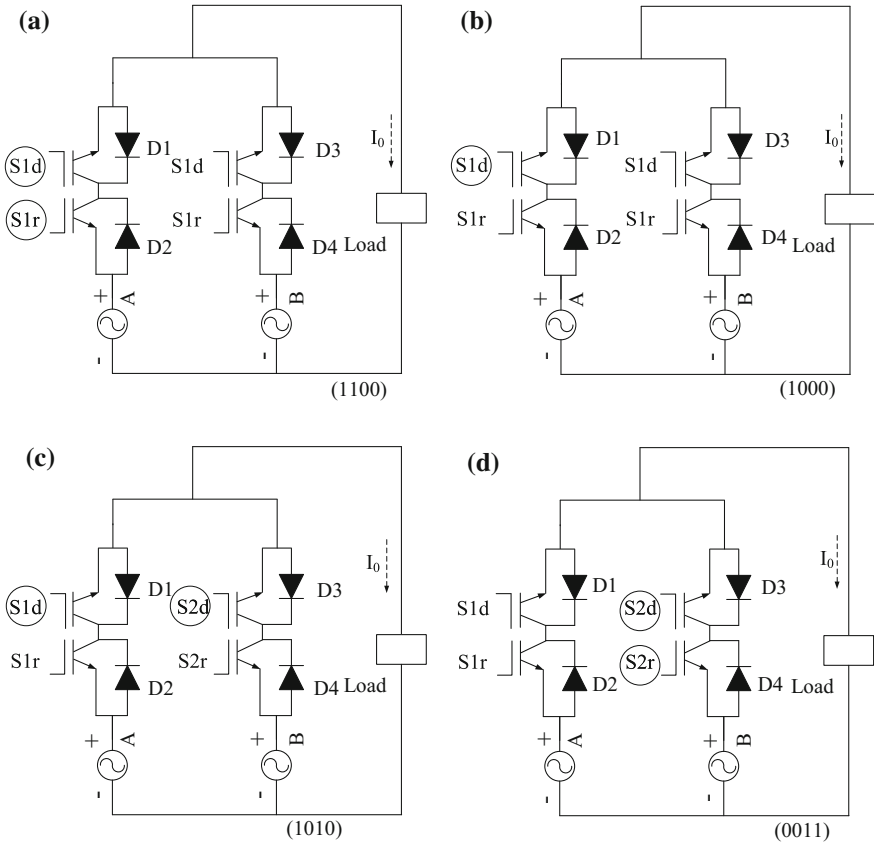 (a)
S1d
D1
S1r
D2
S1d
D3
S1r
D4
I0
Load
+
A
-
+
B
-
(1100)
(b)
S1d
D1
S1r
D2
S1d
D3
S1r
D4
I0
Load
+
A
-
+
B
-
(1000)
(c)
S1d
D1
S1r
D2
S2d
D3
S2r
D4
I0
Load
+
A
-
+
B
-
(1010)
(d)
S1d
D1
S1r
D2
S2d
D3
S2r
D4
I0
Load
+
A
-
+
B
-
(0011)